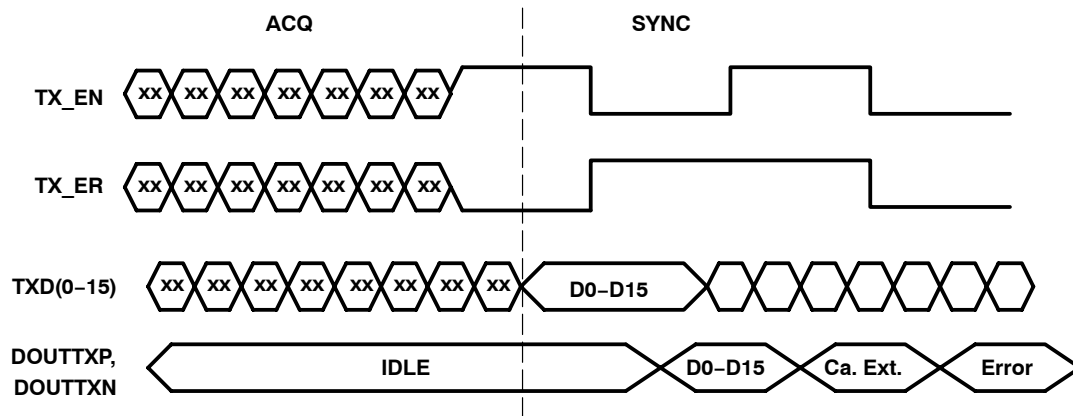 ACQ SYNC
TX_EN xx xx xx xx xx xx xx
TX_ER xx xx xx xx xx xx xx
TXD(0–15) xx xx xx xx xx xx xx xx D0–D15
DOUTTXP,
DOUTTXN
IDLE D0–D15 Ca. Ext. Error